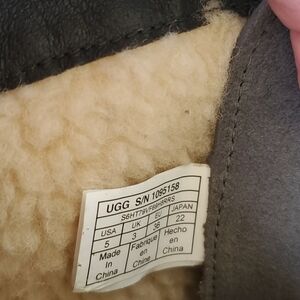 UGG S/N 1095158
USA UK EU JAPAN
5 3 36 22
Made Fabriqué Hecho
In en en
China Chine China